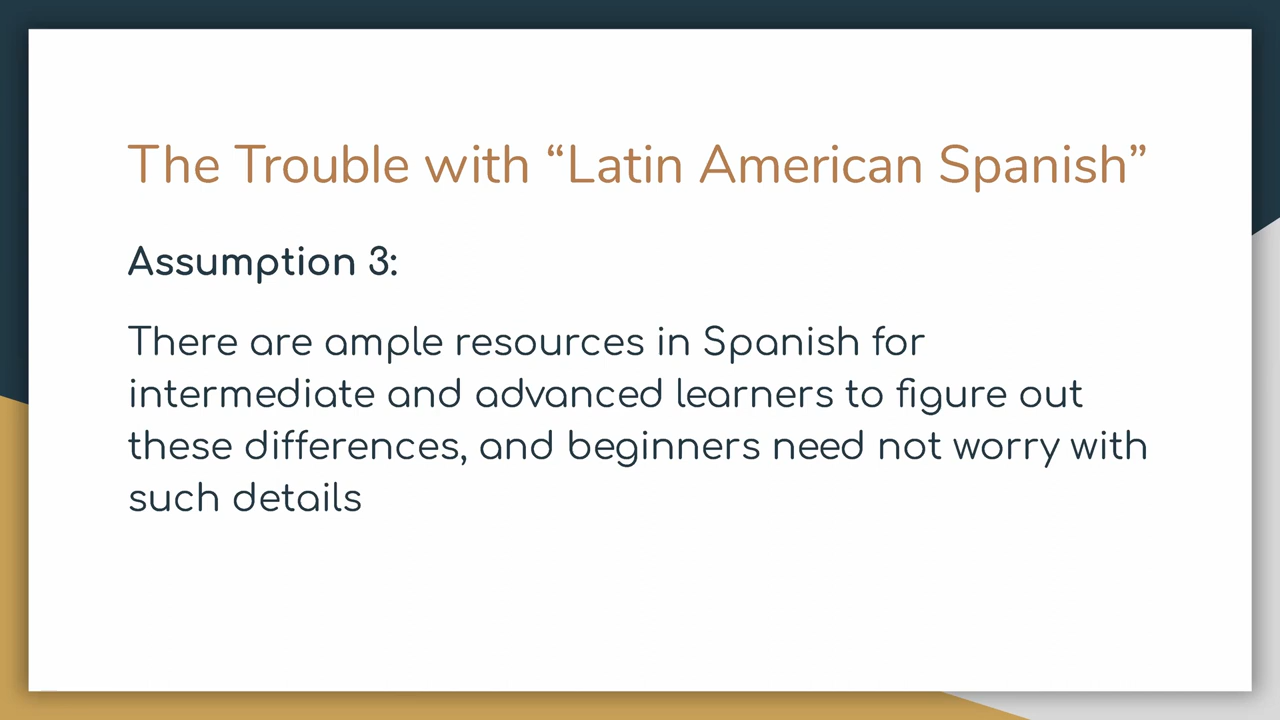 The Trouble with “Latin American Spanish”
Assumption 3:
There are ample resources in Spanish for
intermediate and advanced learners to figure out
these differences, and beginners need not worry with
such details